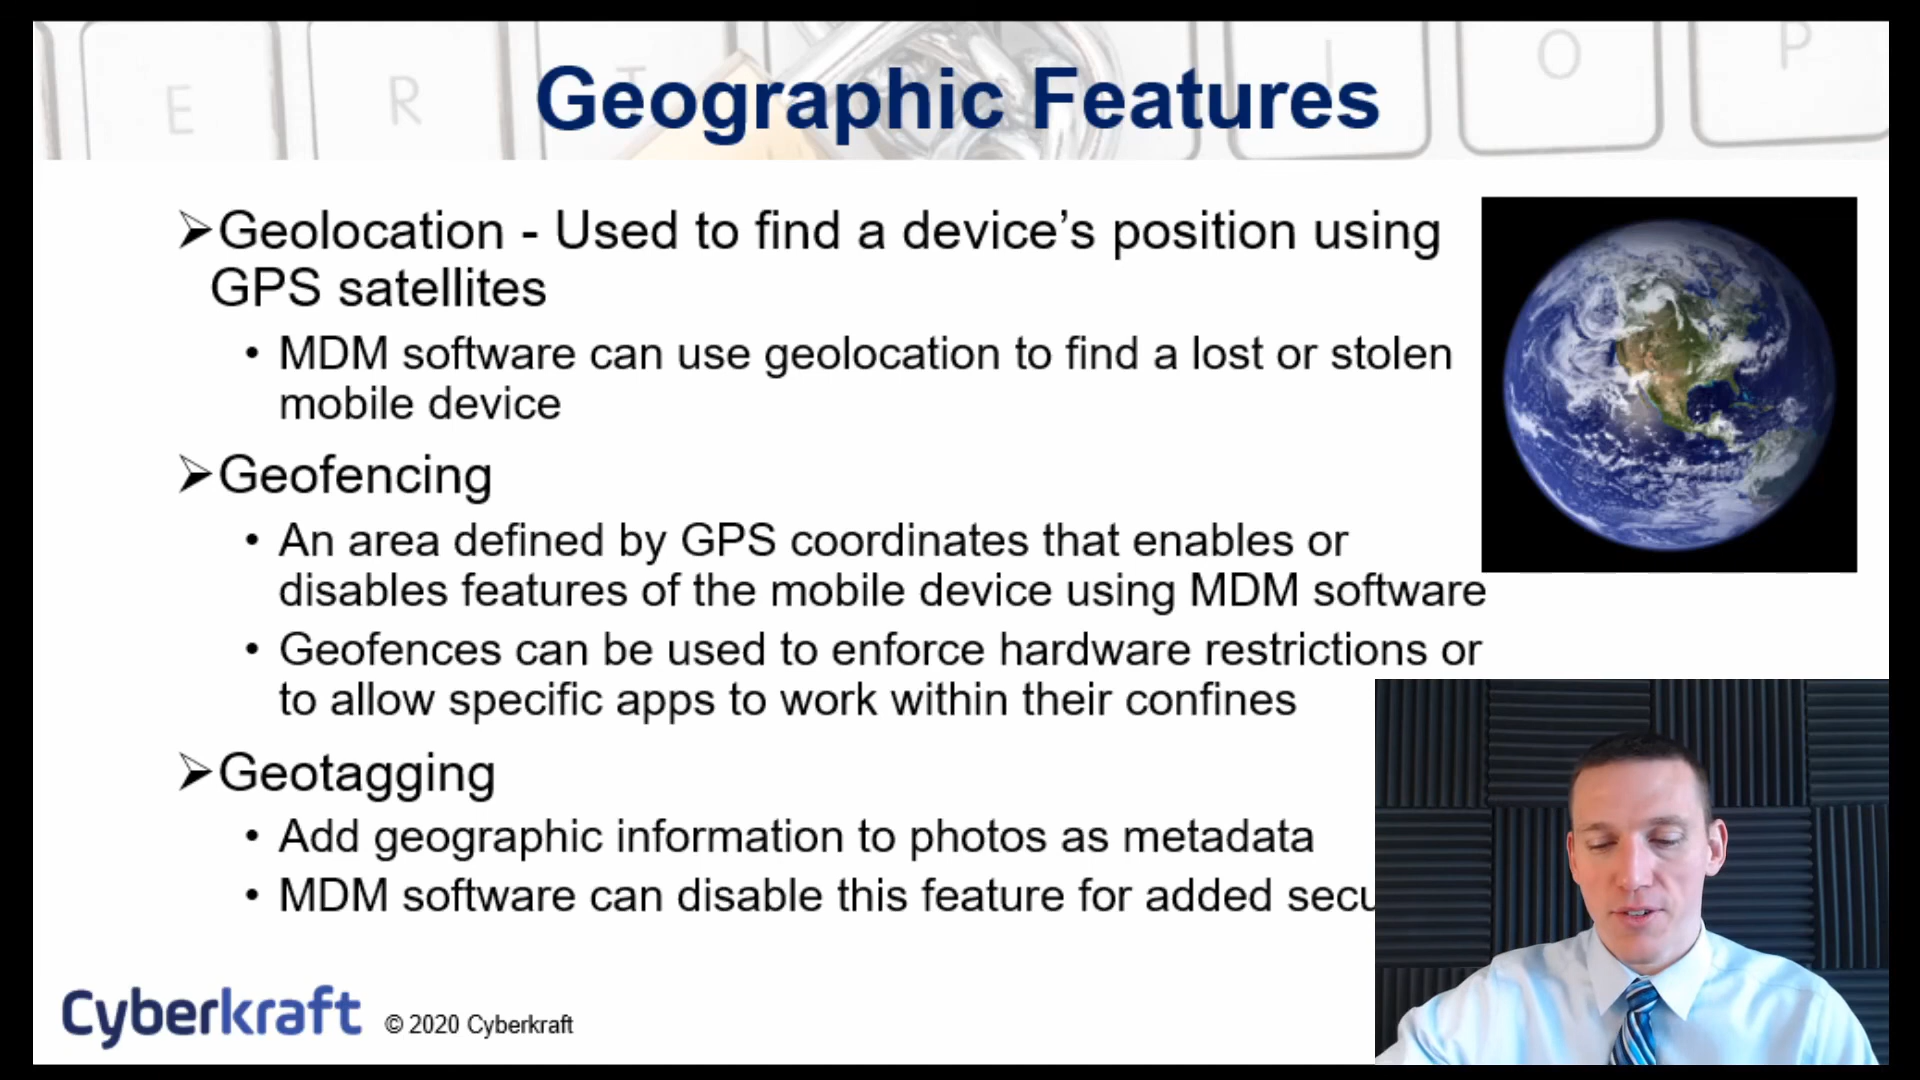 E R T I O P
Geographic Features
➢Geolocation - Used to find a device’s position using
GPS satellites
• MDM software can use geolocation to find a lost or stolen
mobile device
➢Geofencing
• An area defined by GPS coordinates that enables or
disables features of the mobile device using MDM software
• Geofences can be used to enforce hardware restrictions or
to allow specific apps to work within their confines
➢Geotagging
• Add geographic information to photos as metadata
• MDM software can disable this feature for added secu
Cyberkraft © 2020 Cyberkraft